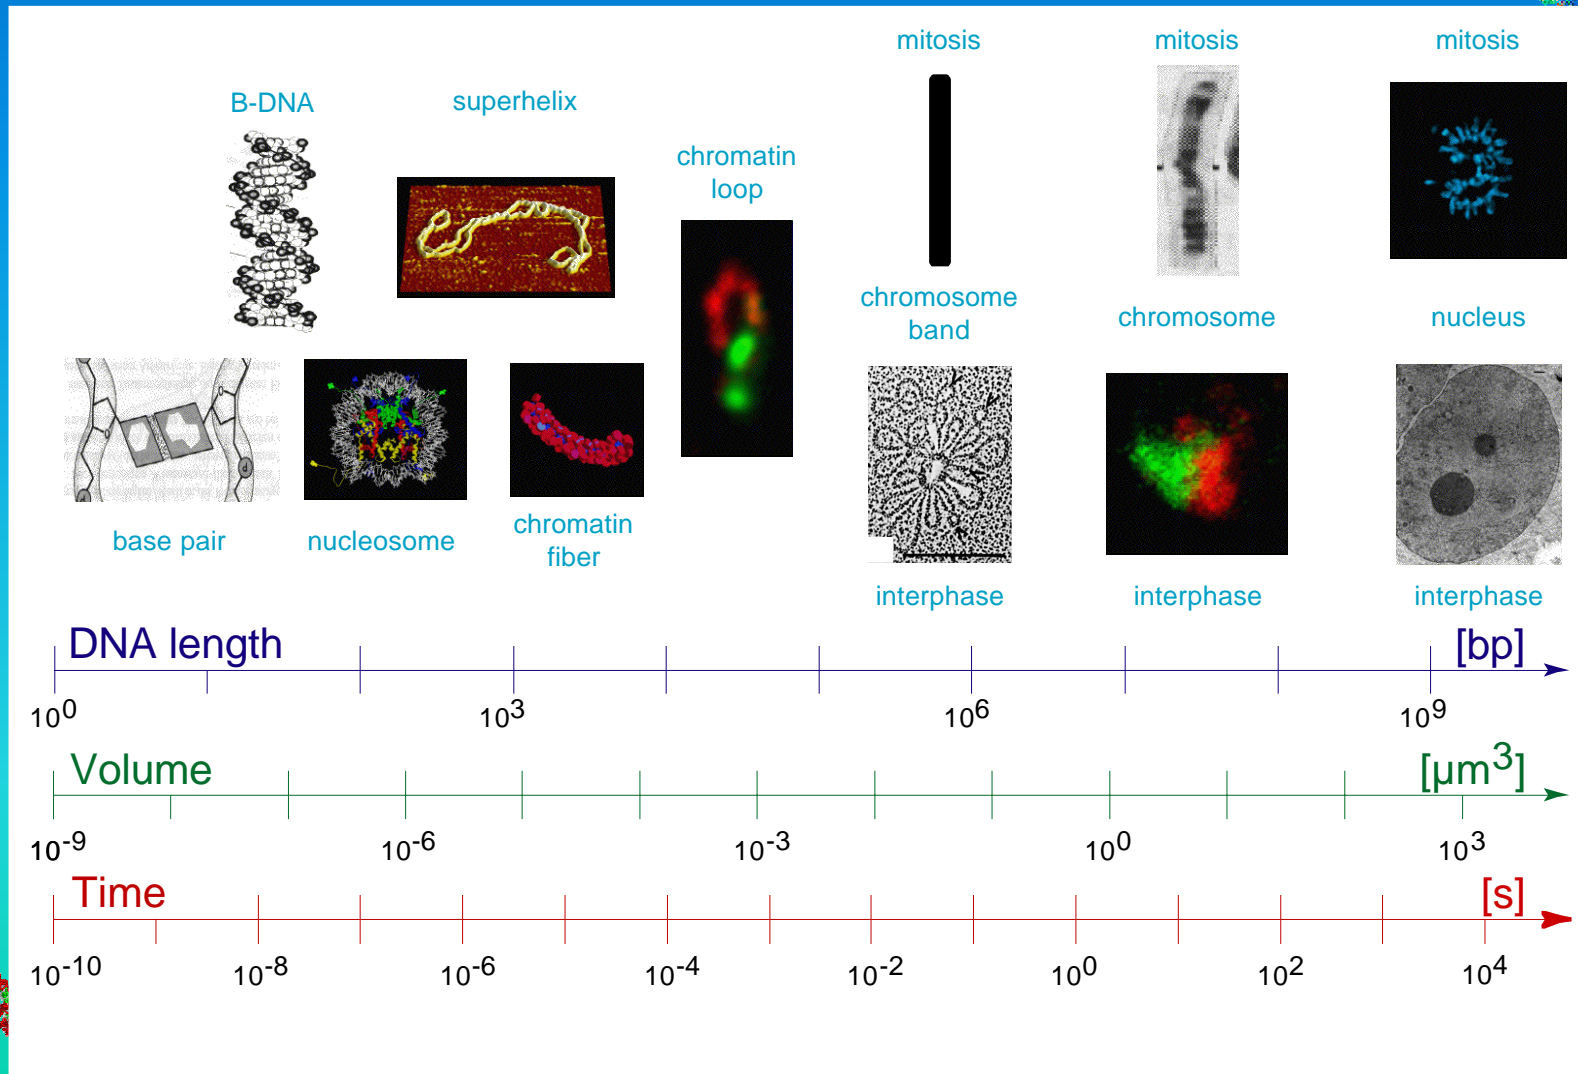 mitosis
mitosis
mitosis
B-DNA
superhelix
chromatin
loop
chromosome
band
chromosome
nucleus
base pair
nucleosome
chromatin
fiber
interphase
interphase
interphase
DNA length [bp]
10^0 10^3 10^6 10^9
Volume [µm^3]
10^-9 10^-6 10^-3 10^0 10^3
Time [s]
10^-10 10^-8 10^-6 10^-4 10^-2 10^0 10^2 10^4